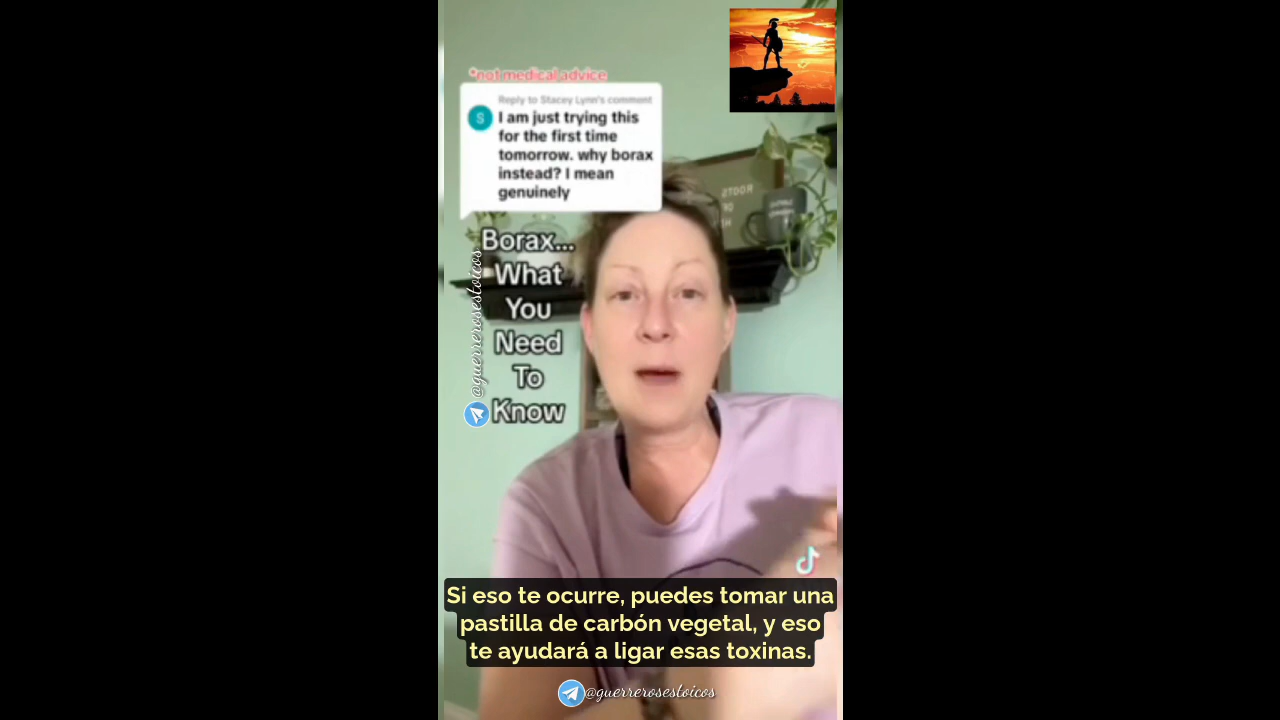 *not medical advice
Reply to Stacey Lynn's comment
S
I am just trying this
for the first time
tomorrow. why borax
instead? I mean
genuinely
Borax...
What
You
Need
To
Know
@guerrerosestoicos
ROOTS
Si eso te ocurre, puedes tomar una
pastilla de carbón vegetal, y eso
te ayudará a ligar esas toxinas.
@guerrerosestoicos